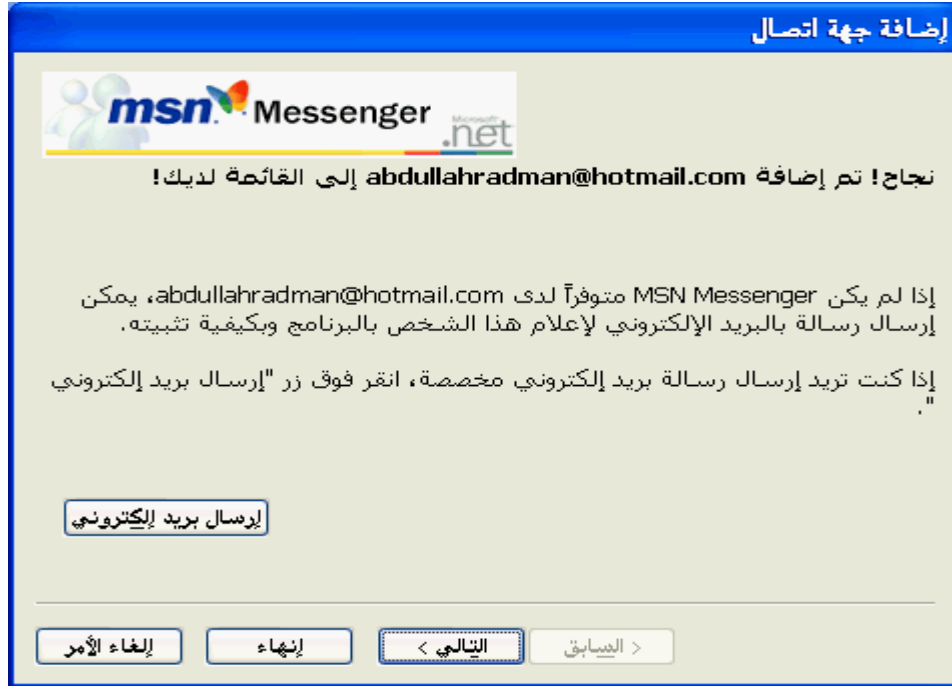 إضافة جهة اتصال
msn Messenger
Microsoft
.net
نجاح! تم إضافة abdullahradman@hotmail.com إلى القائمة لديك!
إذا لم يكن MSN Messenger متوفراً لدى abdullahradman@hotmail.com، يمكن
إرسال رسالة بالبريد الإلكتروني لإعلام هذا الشخص بالبرنامج وبكيفية تثبيته.
إذا كنت تريد إرسال رسالة بريد إلكتروني مخصصة، انقر فوق زر "إرسال بريد إلكتروني
".
إرسال بريد إلكتروني
< السابق
التالي >
إنهاء
إلغاء الأمر